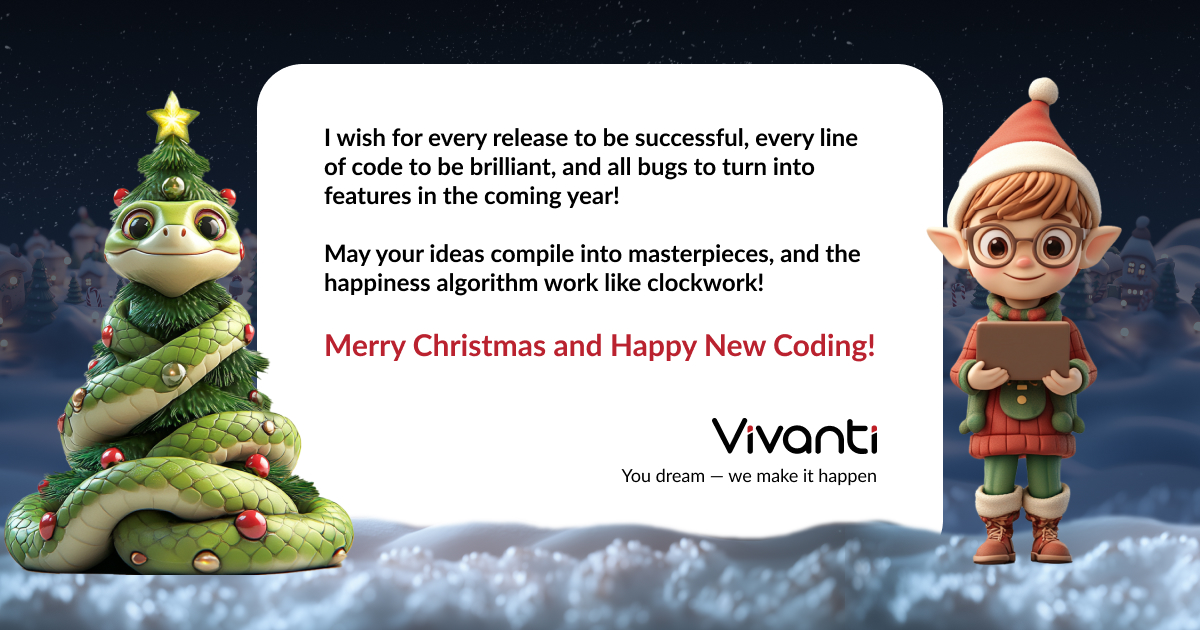 I wish for every release to be successful, every line
of code to be brilliant, and all bugs to turn into
features in the coming year!
May your ideas compile into masterpieces, and the
happiness algorithm work like clockwork!
Merry Christmas and Happy New Coding!
Vivanti
You dream — we make it happen